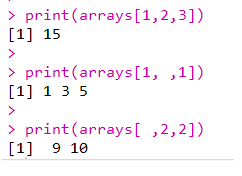 > print(arrays[1,2,3])
[1] 15
>
> print(arrays[1, ,1])
[1] 1 3 5
>
> print(arrays[ ,2,2])
[1]  9 10